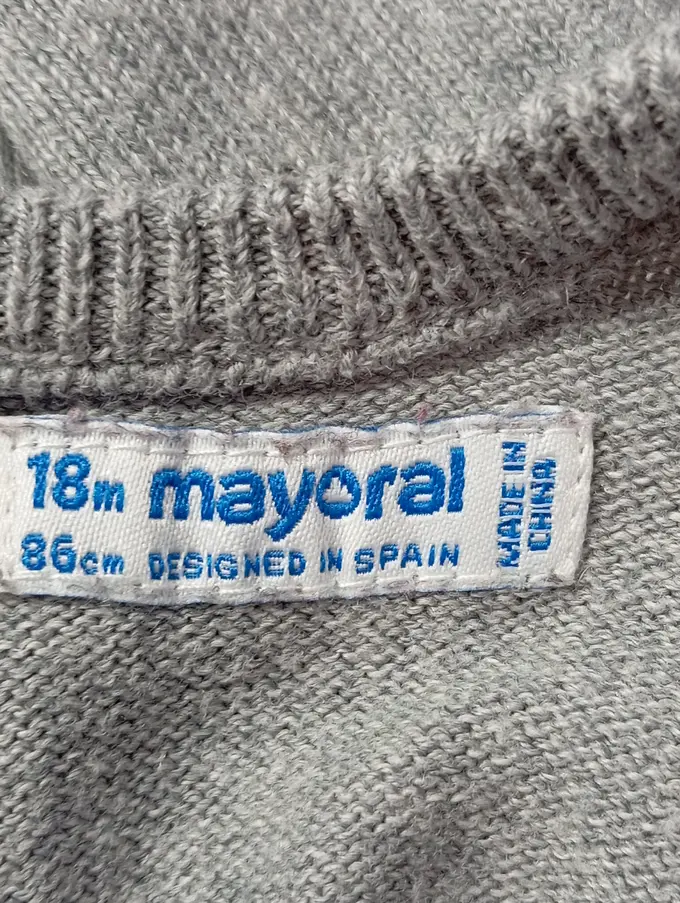 18m mayoral
86cm DESIGNED IN SPAIN
MADE IN
CHINA